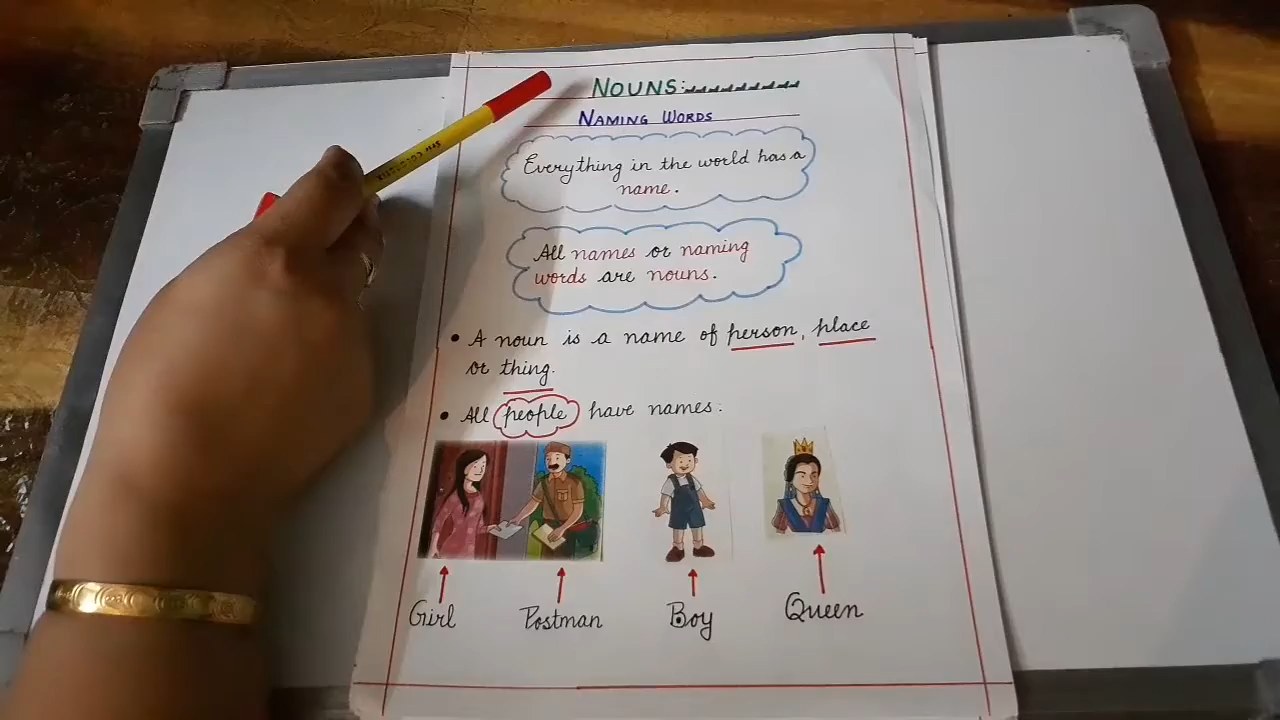 NOUNS:
NAMING WORDS
Everything in the world has a
name.
All names or naming
words are nouns.
• A noun is a name of person, place
or thing.
• All people have names:
Girl Postman Boy Queen